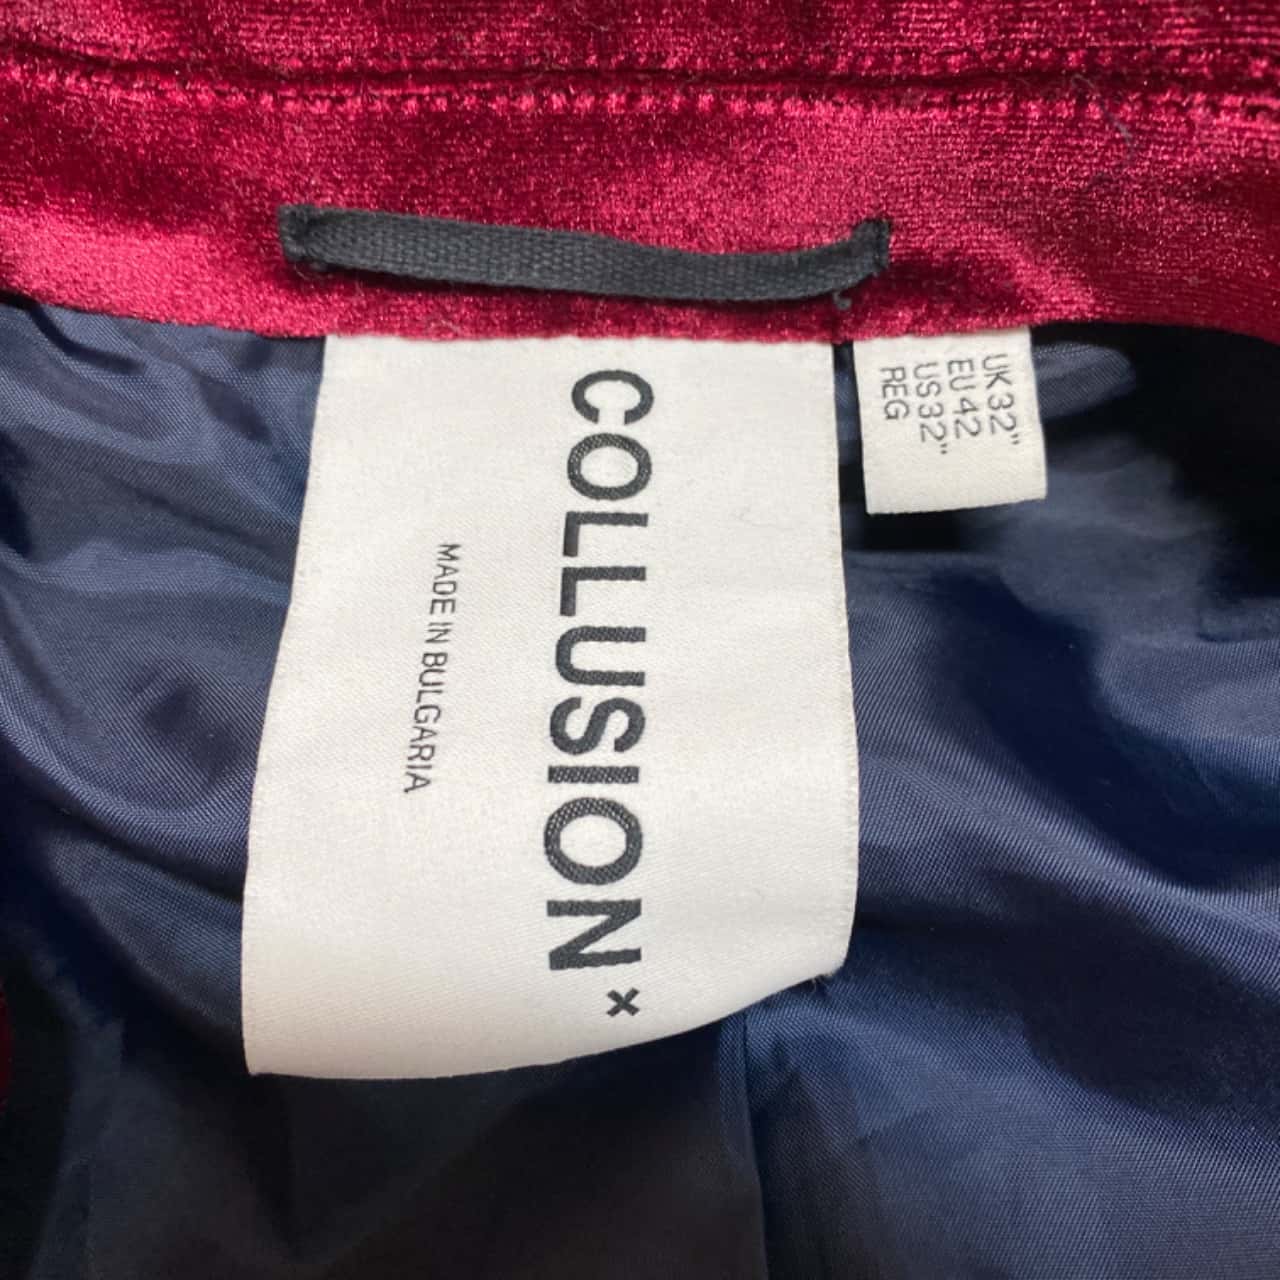 COLLUSION×
MADE IN BULGARIA
UK 32"
EU 42
US 32"
REG